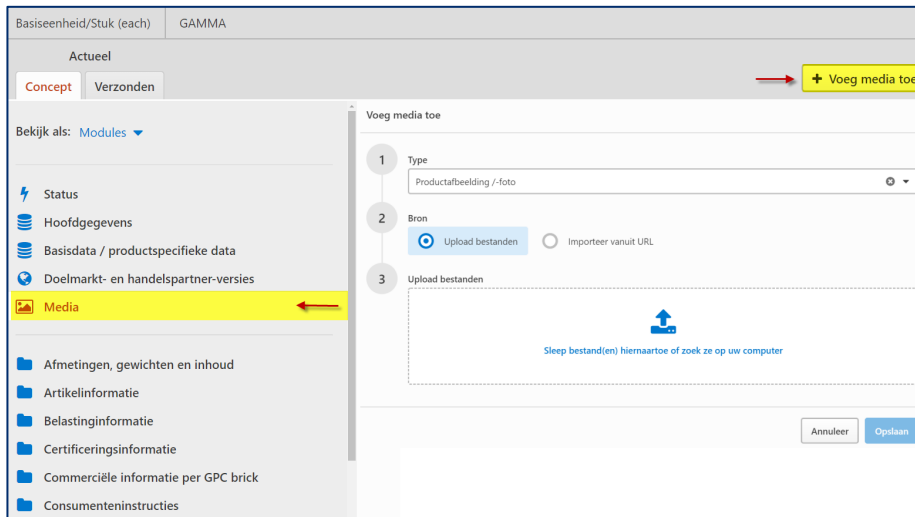 Basiseenheid/Stuk (each) GAMMA
Actueel
Concept Verzonden
+ Voeg media toe
Bekijk als: Modules
Status
Hoofdgegevens
Basisdata / productspecifieke data
Doelmarkt- en handelspartner-versies
Media
Afmetingen, gewichten en inhoud
Artikelinformatie
Belastinginformatie
Certificeringsinformatie
Commerciële informatie per GPC brick
Consumenteninstructies
Voeg media toe
1 Type
Productafbeelding /-foto
2 Bron
Upload bestanden Importeer vanuit URL
3 Upload bestanden
Sleep bestand(en) hiernaartoe of zoek ze op uw computer
Annuleer Opslaan